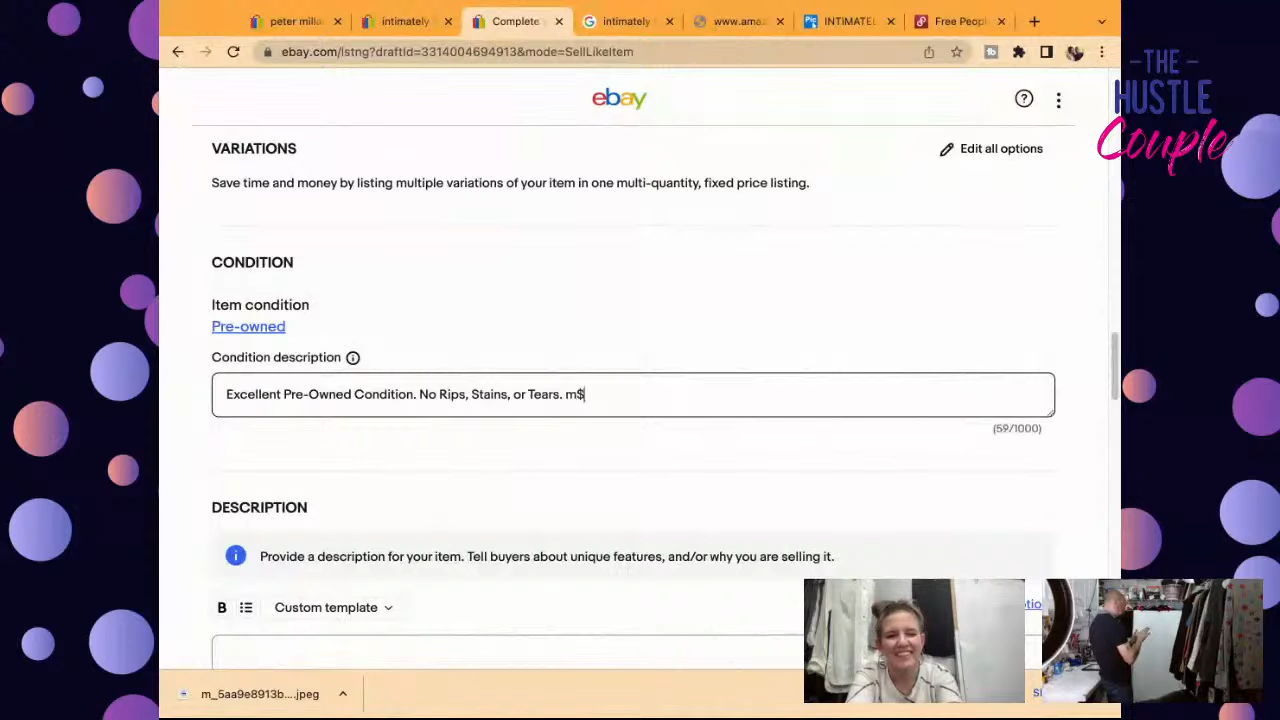 peter milla
intimately
Complete
intimately
www.ama
INTIMATEL
Free Peopl
ebay.com/lstng?draftId=3314004694913&mode=SellLikeItem
-THE-
HUSTLE
Couple
ebay
VARIATIONS
Edit all options
Save time and money by listing multiple variations of your item in one multi-quantity, fixed price listing.
CONDITION
Item condition
Pre-owned
Condition description
Excellent Pre-Owned Condition. No Rips, Stains, or Tears. m$
(59/1000)
DESCRIPTION
Provide a description for your item. Tell buyers about unique features, and/or why you are selling it.
B
Custom template
m_5aa9e8913b....jpeg